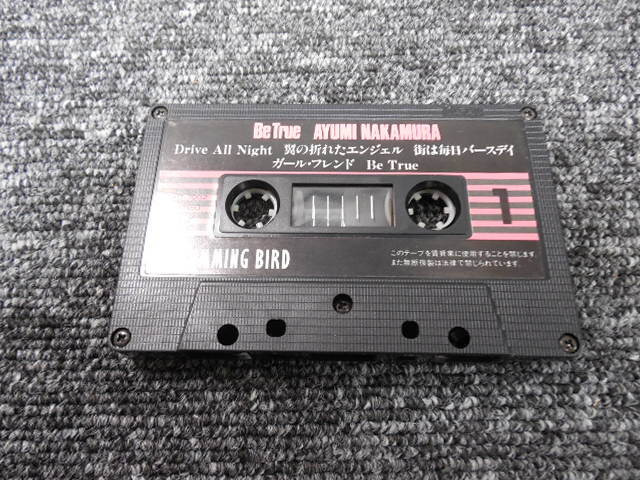 Be True AYUMI NAKAMURA
Drive All Night 翼の折れたエンジェル 街は毎日バースデイ
ガール・フレンド Be True
1
MING BIRD
このテープを賃貸業に使用することを禁じます。
また無断複製は法律で禁じられています。